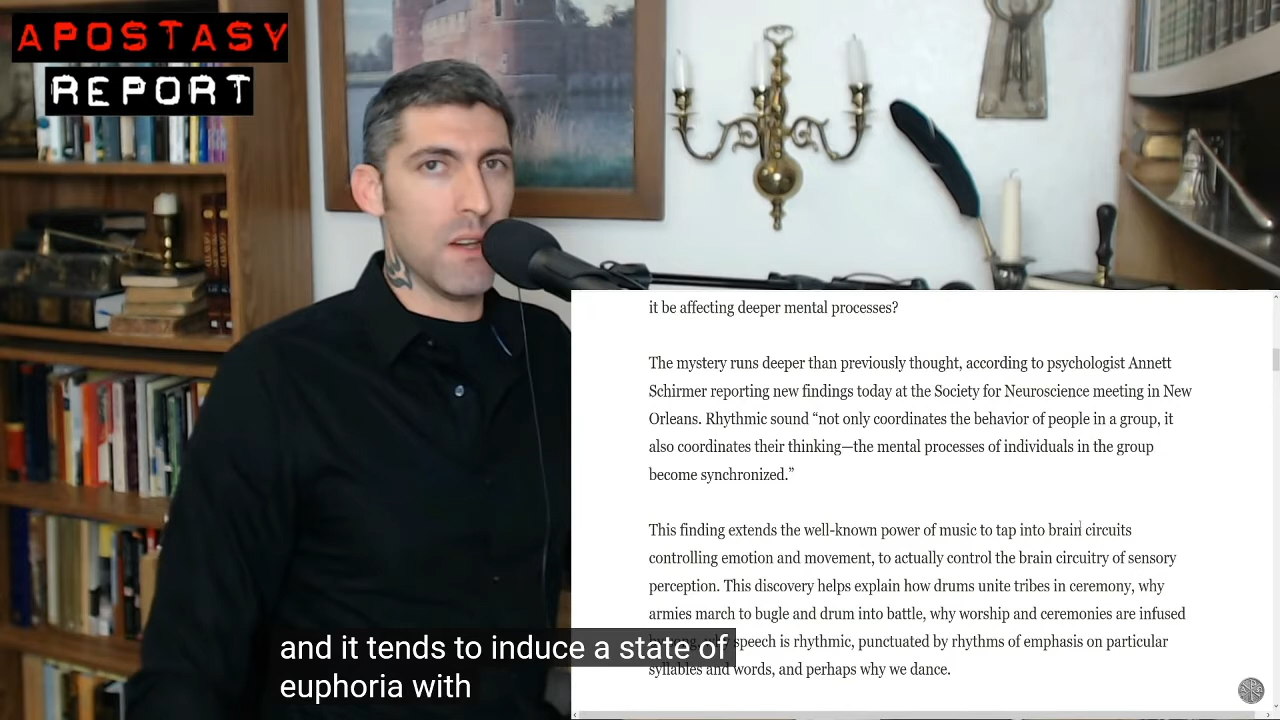 APOSTASY
REPORT
it be affecting deeper mental processes?
The mystery runs deeper than previously thought, according to psychologist Annett
Schirmer reporting new findings today at the Society for Neuroscience meeting in New
Orleans. Rhythmic sound “not only coordinates the behavior of people in a group, it
also coordinates their thinking—the mental processes of individuals in the group
become synchronized.”
This finding extends the well-known power of music to tap into brain circuits
controlling emotion and movement, to actually control the brain circuitry of sensory
perception. This discovery helps explain how drums unite tribes in ceremony, why
armies march to bugle and drum into battle, why worship and ceremonies are infused
speech is rhythmic, punctuated by rhythms of emphasis on particular
syllables and words, and perhaps why we dance.
and it tends to induce a state of
euphoria with